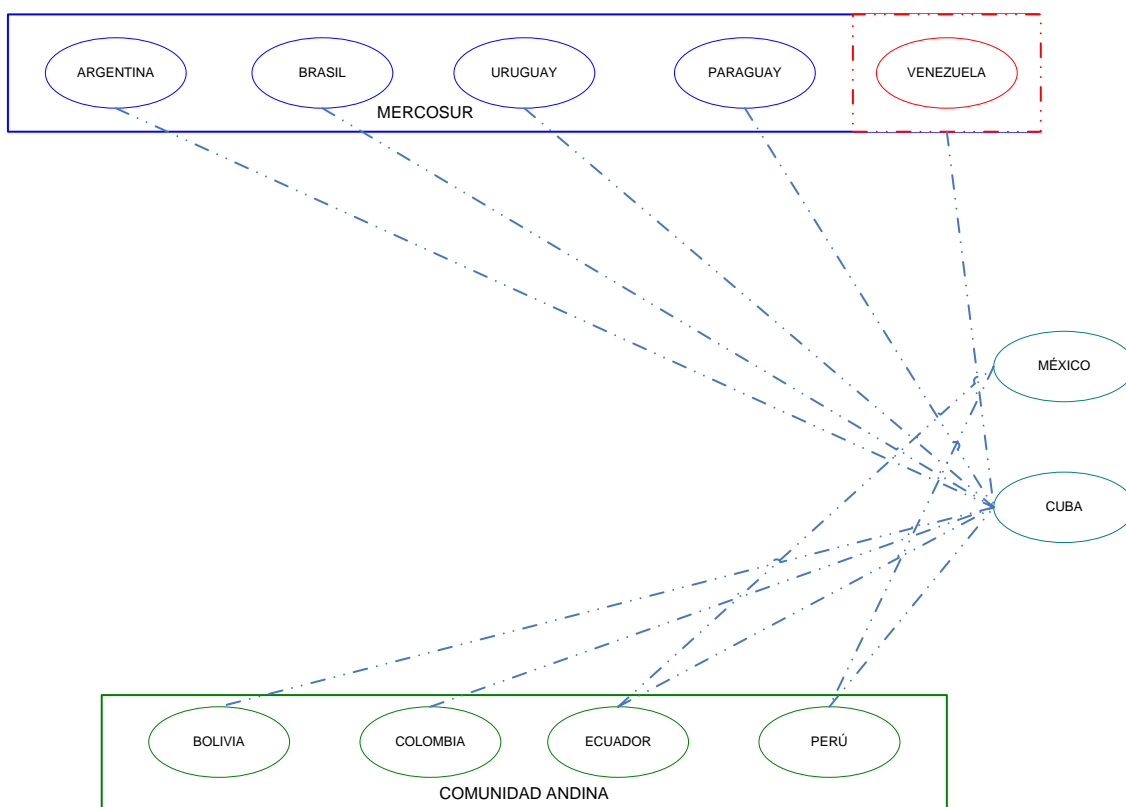 ARGENTINA
BRASIL
URUGUAY
PARAGUAY
VENEZUELA
MERCOSUR
MÉXICO
CUBA
BOLIVIA
COLOMBIA
ECUADOR
PERÚ
COMUNIDAD ANDINA